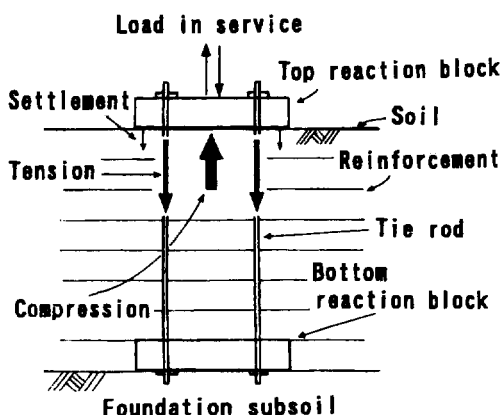 Load in service
Top reaction block
Settlement
Soil
Tension
Reinforcement
Tie rod
Bottom
reaction block
Compression
Foundation subsoil